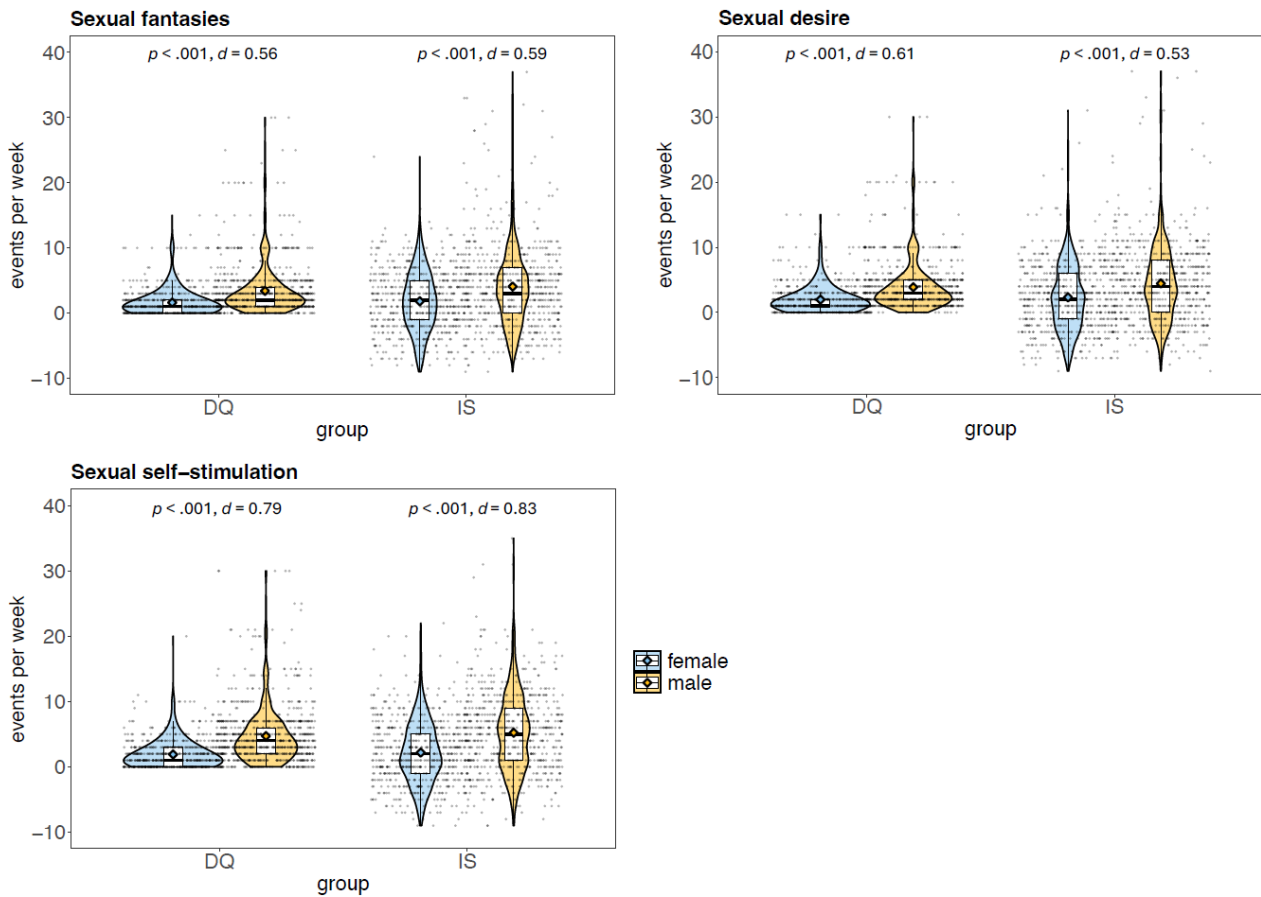 Sexual fantasies
p < .001, d = 0.56
p < .001, d = 0.59
40
30
20
10
0
−10
events per week
DQ
IS
group
Sexual desire
p < .001, d = 0.61
p < .001, d = 0.53
40
30
20
10
0
−10
events per week
DQ
IS
group
Sexual self−stimulation
p < .001, d = 0.79
p < .001, d = 0.83
40
30
20
10
0
−10
events per week
DQ
IS
group
female
male